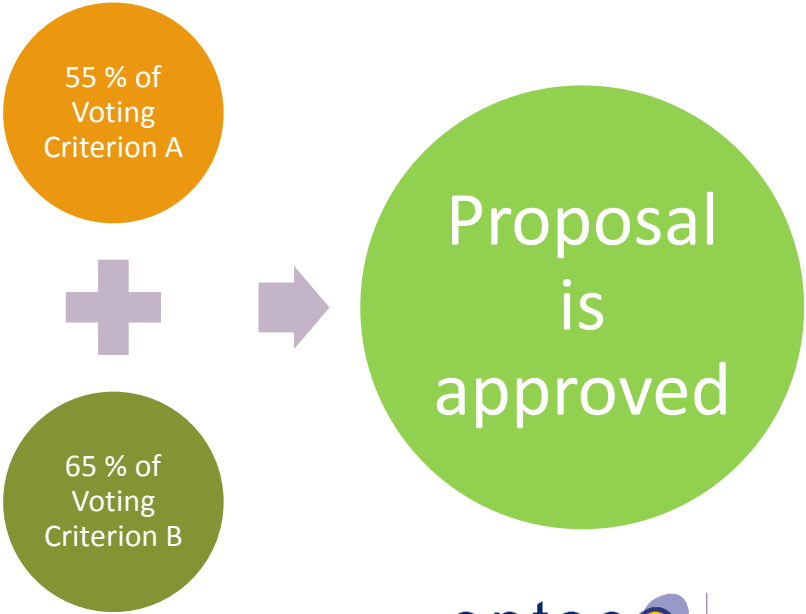 55 % of
Voting
Criterion A
Proposal
is
approved
65 % of
Voting
Criterion B